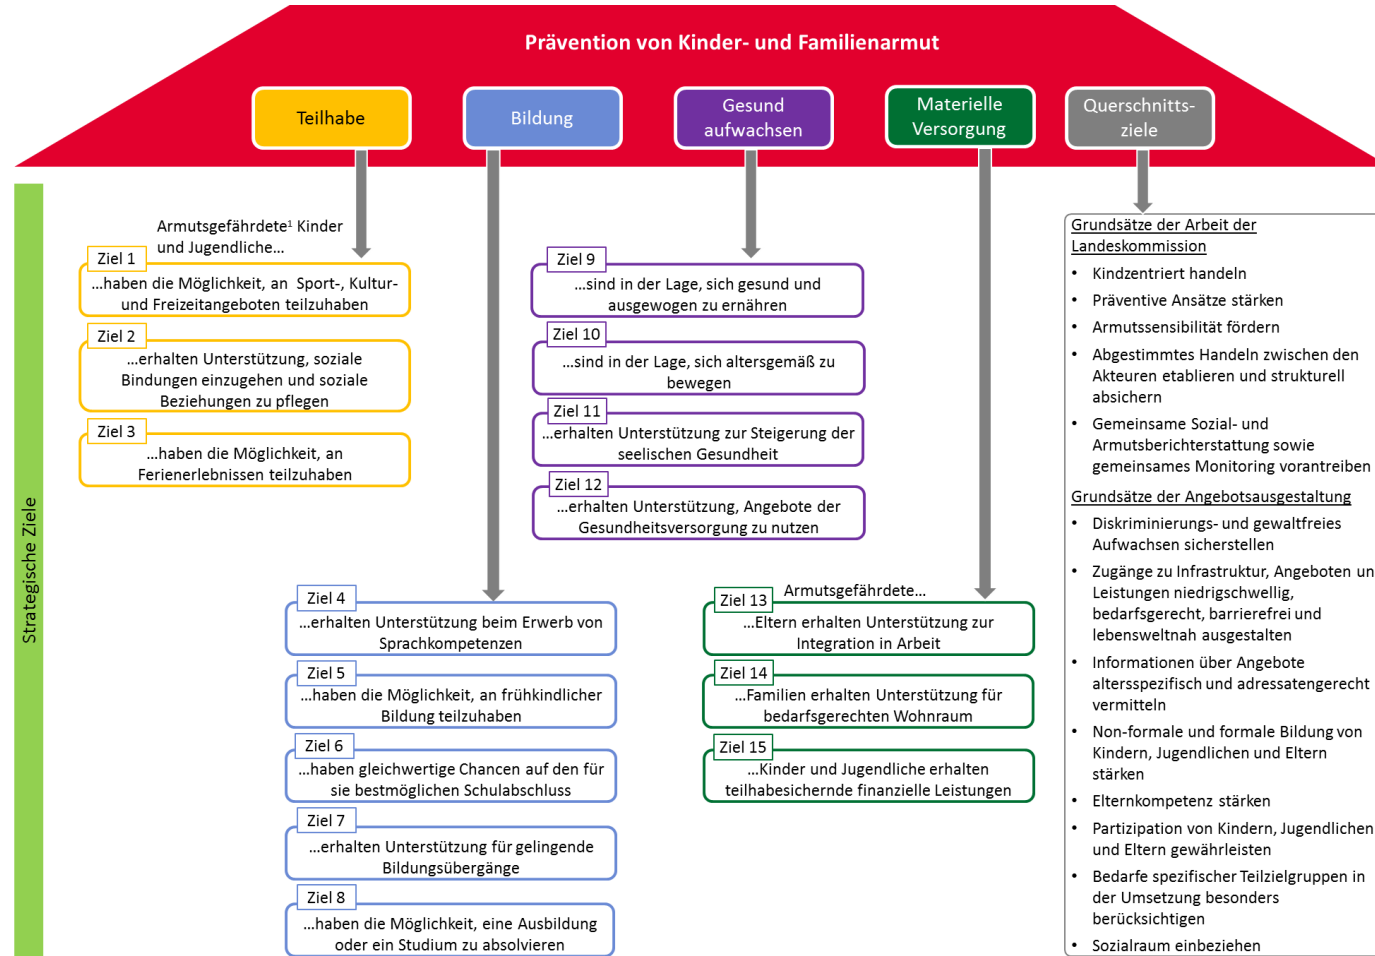 Prävention von Kinder- und Familienarmut
Teilhabe
Bildung
Gesund
aufwachsen
Materielle
Versorgung
Querschnitts-
ziele
Strategische Ziele
Armutsgefährdete¹ Kinder
und Jugendliche...
Ziel 1
...haben die Möglichkeit, an Sport-, Kultur-
und Freizeitangeboten teilzuhaben
Ziel 2
...erhalten Unterstützung, soziale
Bindungen einzugehen und soziale
Beziehungen zu pflegen
Ziel 3
...haben die Möglichkeit, an
Ferienerlebnissen teilzuhaben
Ziel 4
...erhalten Unterstützung beim Erwerb von
Sprachkompetenzen
Ziel 5
...haben die Möglichkeit, an frühkindlicher
Bildung teilzuhaben
Ziel 6
...haben gleichwertige Chancen auf den für
sie bestmöglichen Schulabschluss
Ziel 7
...erhalten Unterstützung für gelingende
Bildungsübergänge
Ziel 8
...haben die Möglichkeit, eine Ausbildung
oder ein Studium zu absolvieren
Ziel 9
...sind in der Lage, sich gesund und
ausgewogen zu ernähren
Ziel 10
...sind in der Lage, sich altersgemäß zu
bewegen
Ziel 11
...erhalten Unterstützung zur Steigerung der
seelischen Gesundheit
Ziel 12
...erhalten Unterstützung, Angebote der
Gesundheitsversorgung zu nutzen
Armutsgefährdete...
Ziel 13
...Eltern erhalten Unterstützung zur
Integration in Arbeit
Ziel 14
...Familien erhalten Unterstützung für
bedarfsgerechten Wohnraum
Ziel 15
...Kinder und Jugendliche erhalten
teilhabesichernde finanzielle Leistungen
Grundsätze der Arbeit der
Landeskommission
• Kindzentriert handeln
• Präventive Ansätze stärken
• Armutssensibilität fördern
• Abgestimmtes Handeln zwischen den
Akteuren etablieren und strukturell
absichern
• Gemeinsame Sozial- und
Armutsberichterstattung sowie
gemeinsames Monitoring vorantreiben
Grundsätze der Angebotsausgestaltung
• Diskriminierungs- und gewaltfreies
Aufwachsen sicherstellen
• Zugänge zu Infrastruktur, Angeboten un
Leistungen niedrigschwellig,
bedarfsgerecht, barrierefrei und
lebensweltnah ausgestalten
• Informationen über Angebote
altersspezifisch und adressatengerecht
vermitteln
• Non-formale und formale Bildung von
Kindern, Jugendlichen und Eltern
stärken
• Elternkompetenz stärken
• Partizipation von Kindern, Jugendlichen
und Eltern gewährleisten
• Bedarfe spezifischer Teilzielgruppen in
der Umsetzung besonders
berücksichtigen
• Sozialraum einbeziehen